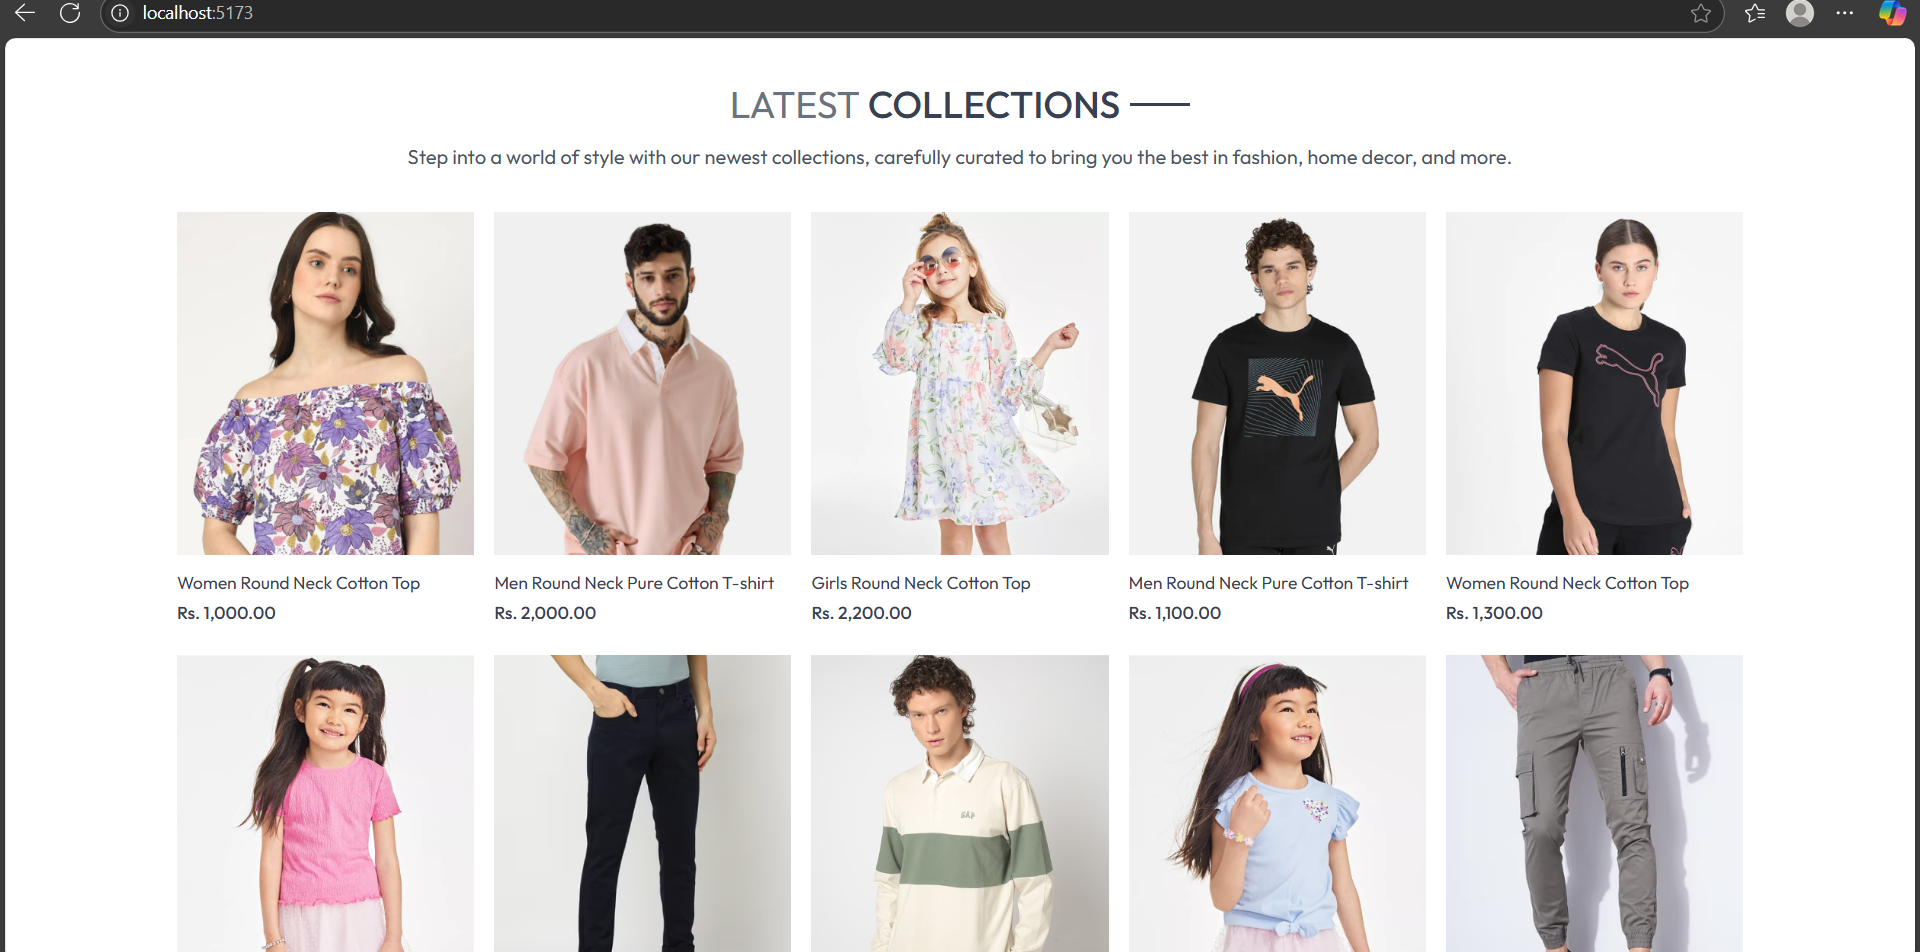 localhost:5173
LATEST COLLECTIONS
Step into a world of style with our newest collections, carefully curated to bring you the best in fashion, home decor, and more.
Women Round Neck Cotton Top
Rs. 1,000.00
Men Round Neck Pure Cotton T-shirt
Rs. 2,000.00
Girls Round Neck Cotton Top
Rs. 2,200.00
Men Round Neck Pure Cotton T-shirt
Rs. 1,100.00
Women Round Neck Cotton Top
Rs. 1,300.00
GAP